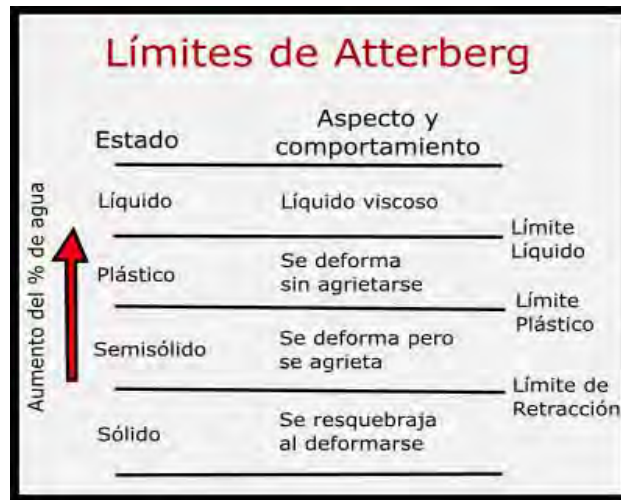 Límites de Atterberg
Estado
Aspecto y
comportamiento
Líquido
Líquido viscoso
Límite
Líquido
Plástico
Se deforma
sin agrietarse
Límite
Plástico
Semisólido
Se deforma pero
se agrieta
Límite de
Retracción
Sólido
Se resquebraja
al deformarse
Aumento del % de agua